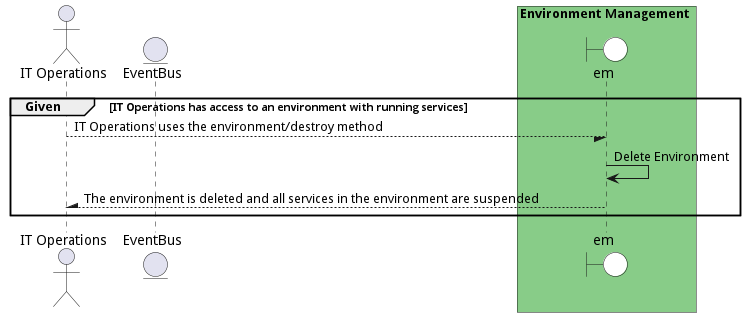 Environment Management
IT Operations
EventBus
em
Given
[IT Operations has access to an environment with running services]
IT Operations uses the environment/destroy method
Delete Environment
The environment is deleted and all services in the environment are suspended
IT Operations
EventBus
em